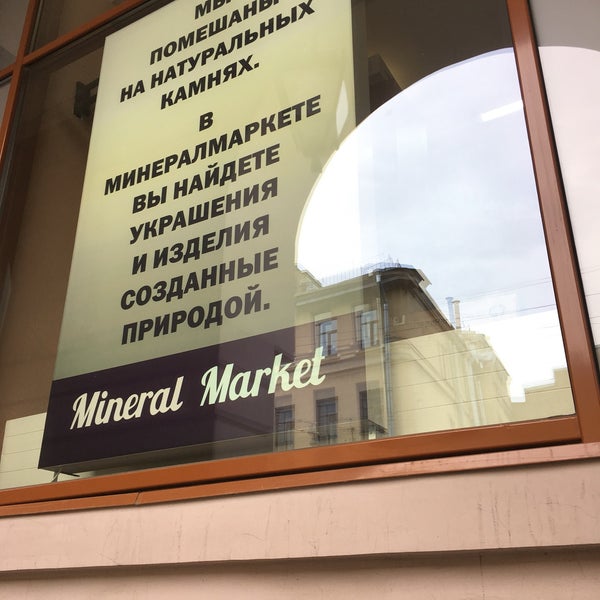 МЫ
ПОМЕШАНЫ
НА НАТУРАЛЬНЫХ
КАМНЯХ.
В
МИНЕРАЛМАРКЕТЕ
ВЫ НАЙДЕТЕ
УКРАШЕНИЯ
И ИЗДЕЛИЯ
СОЗДАННЫЕ
ПРИРОДОЙ.
Mineral Market